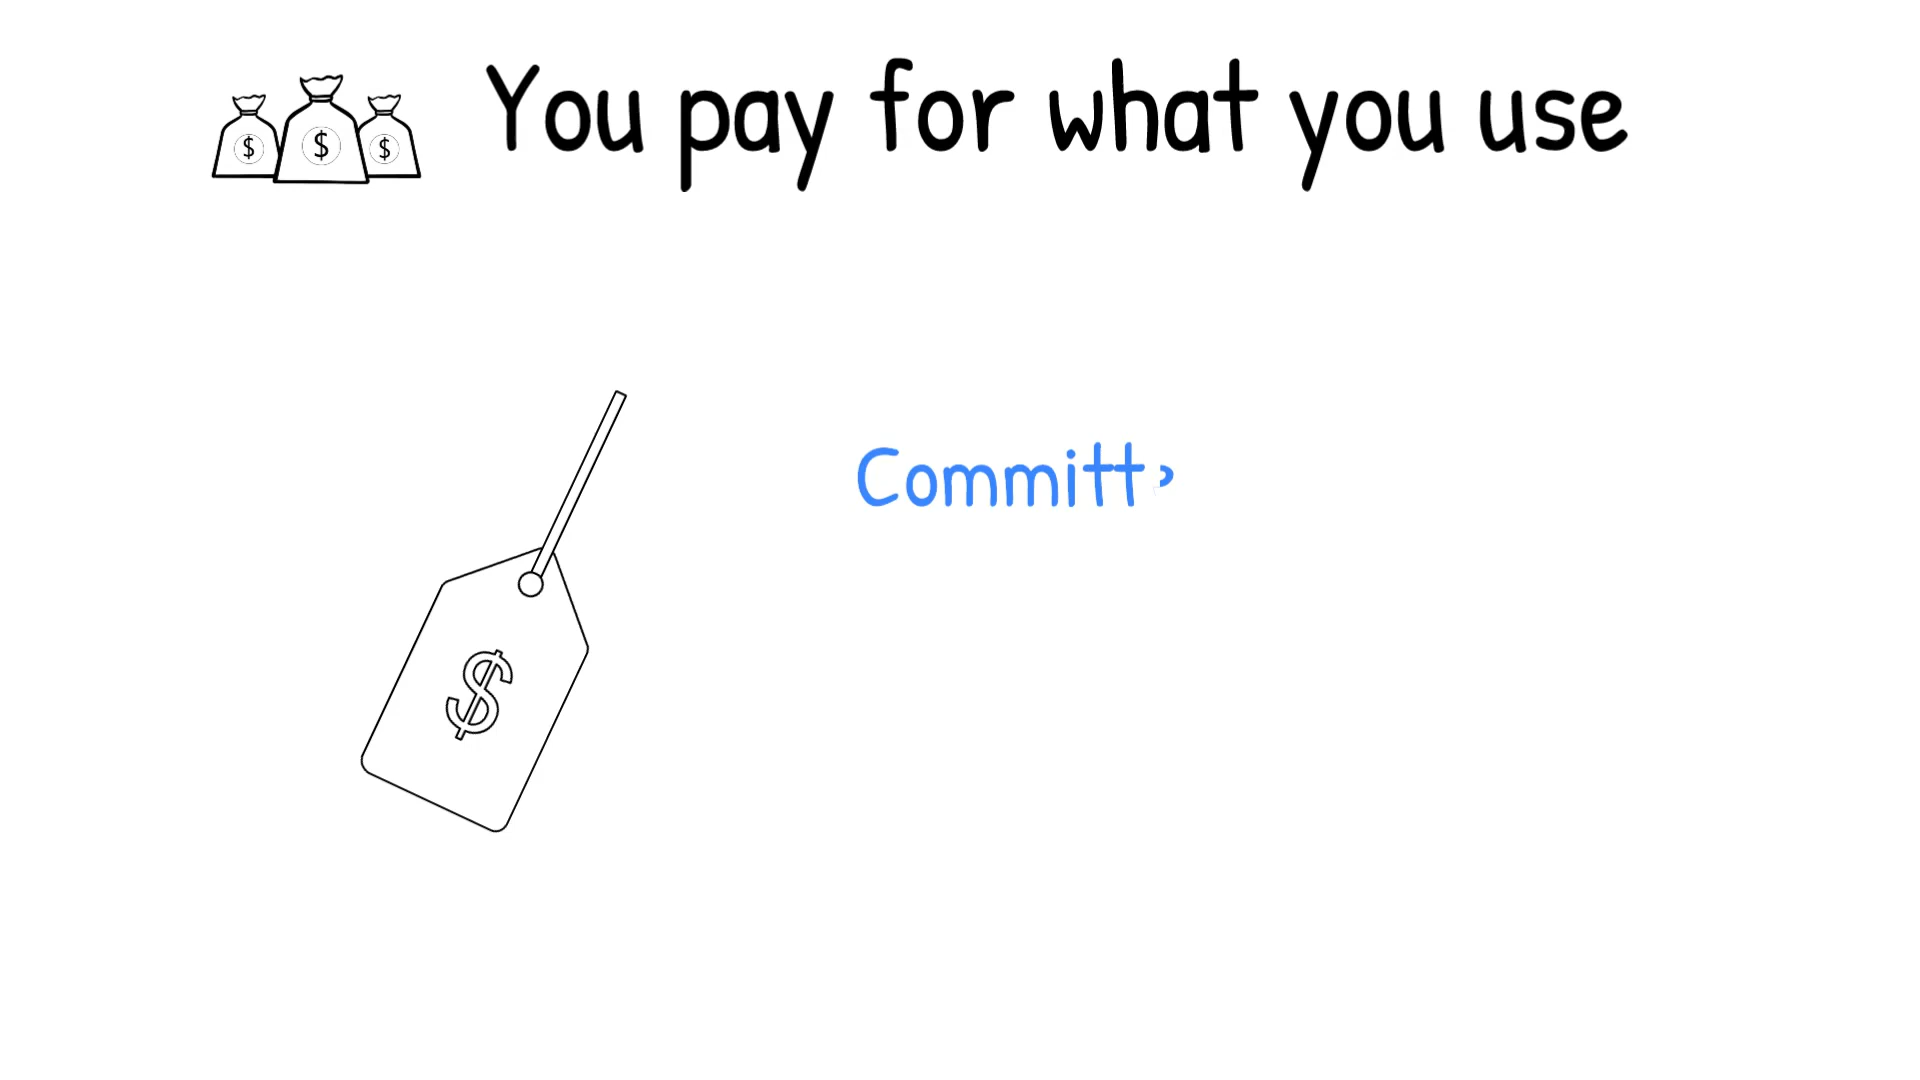 $ $ $ You pay for what you use
Committ
$